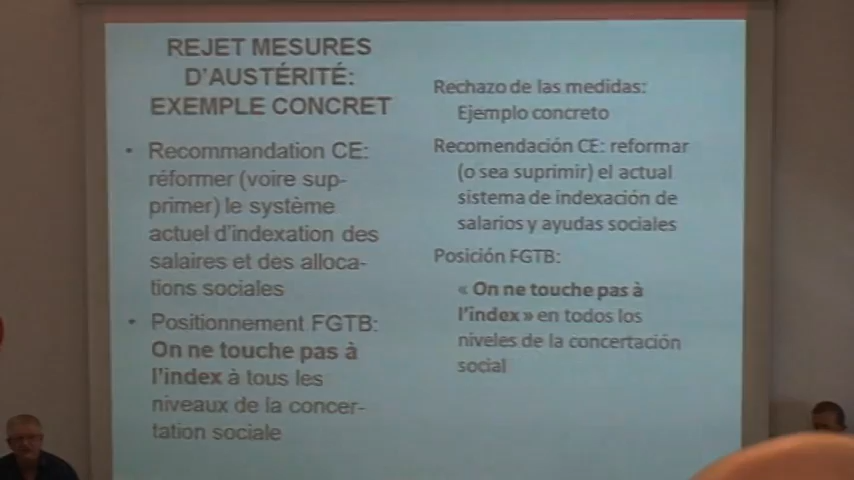 REJET MESURES
D'AUSTÉRITÉ:
EXEMPLE CONCRET
• Recommandation CE:
réformer (voire sup-
primer) le système
actuel d'indexation des
salaires et des alloca-
tions sociales
• Positionnement FGTB:
On ne touche pas à
l'index à tous les
niveaux de la concer-
tation sociale
Rechazo de las medidas:
Ejemplo concreto
Recomendación CE: reformar
(o sea suprimir) el actual
sistema de indexación de
salarios y ayudas sociales
Posición FGTB:
« On ne touche pas à
l'index » en todos los
niveles de la concertación
social